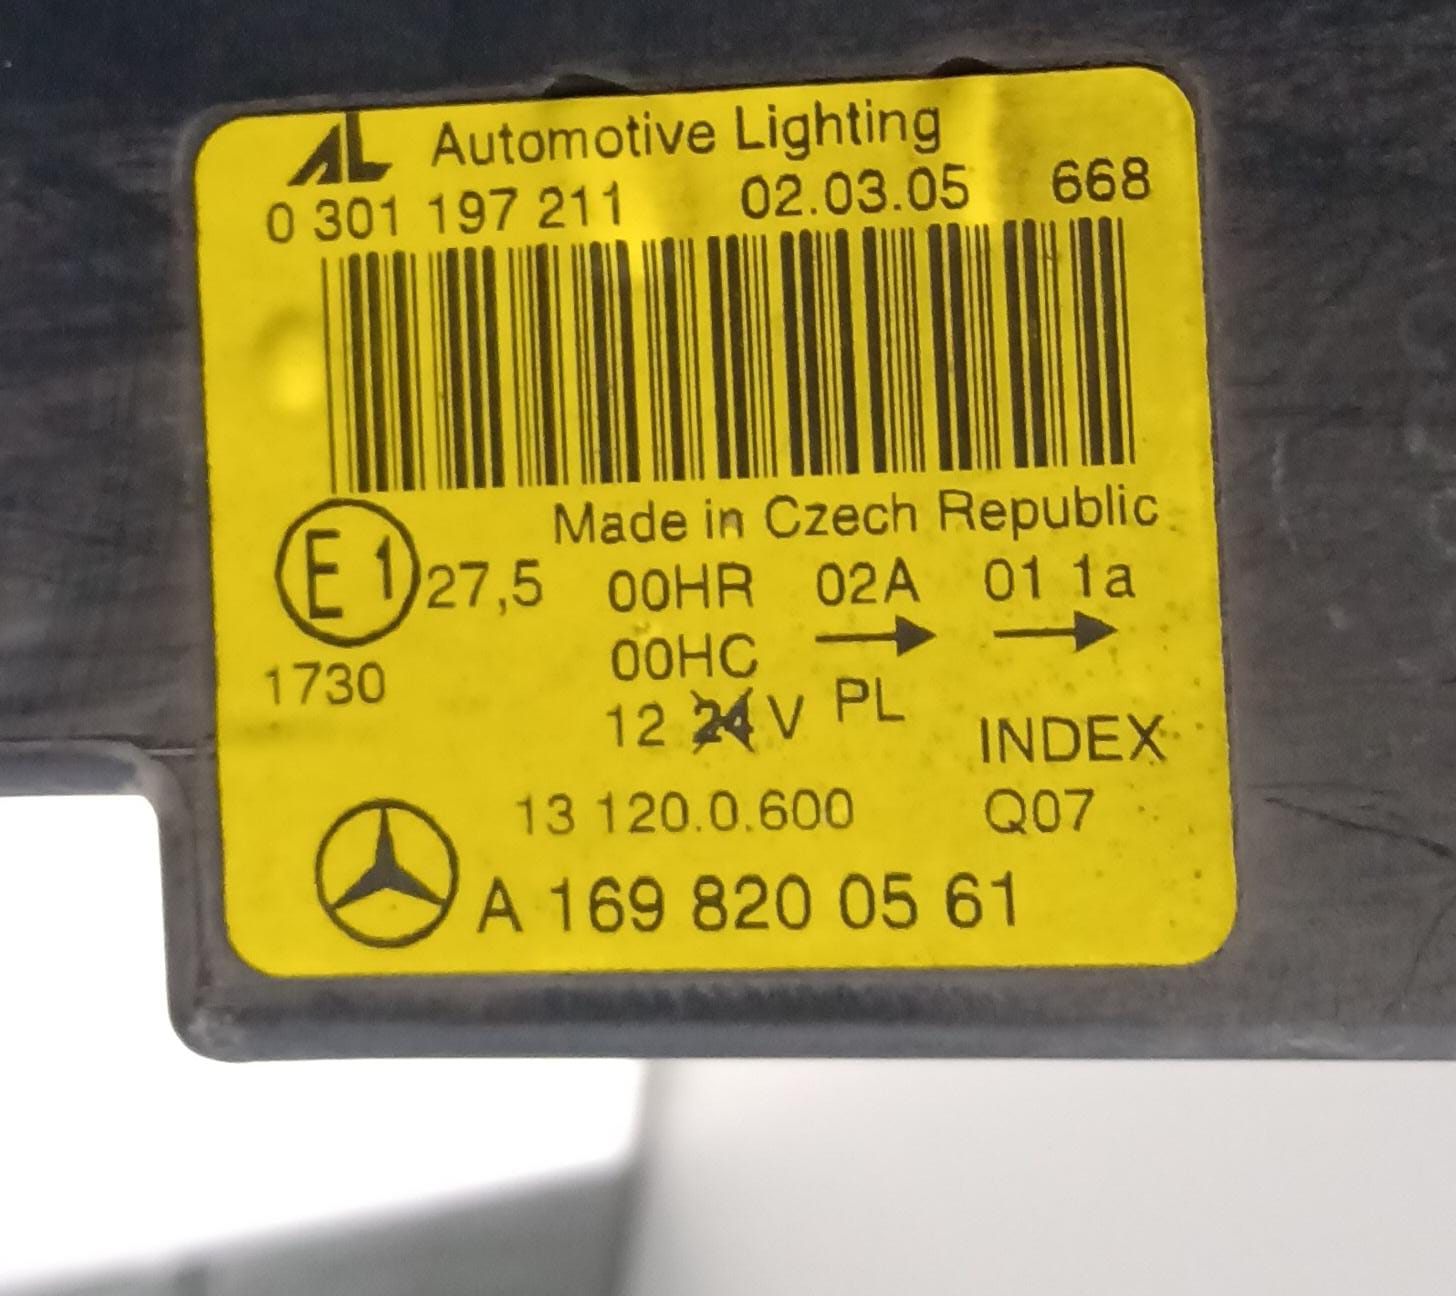 AL Automotive Lighting
0 301 197 211 02.03.05 668
Made in Czech Republic
E1 27,5 00HR 02A 01 1a
00HC → →
1730
12 24 V PL
INDEX
13 120.0.600 Q07
A 169 820 05 61